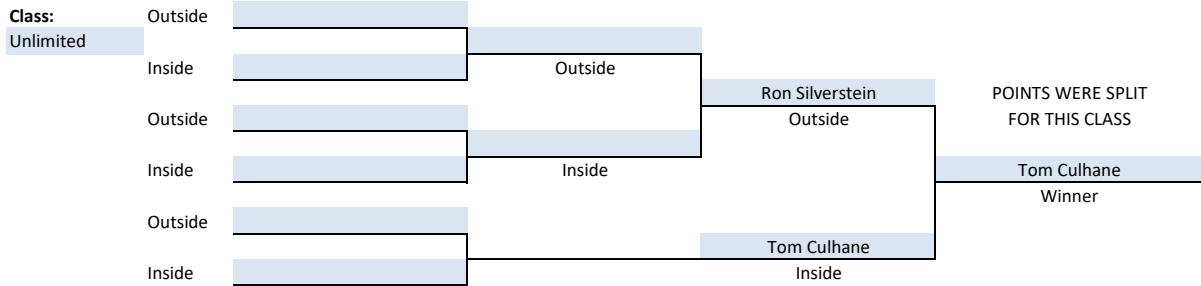 Class: Outside
Unlimited
Inside Outside
Ron Silverstein POINTS WERE SPLIT
Outside Outside FOR THIS CLASS
Inside Inside Tom Culhane
Winner
Outside
Tom Culhane
Inside Inside